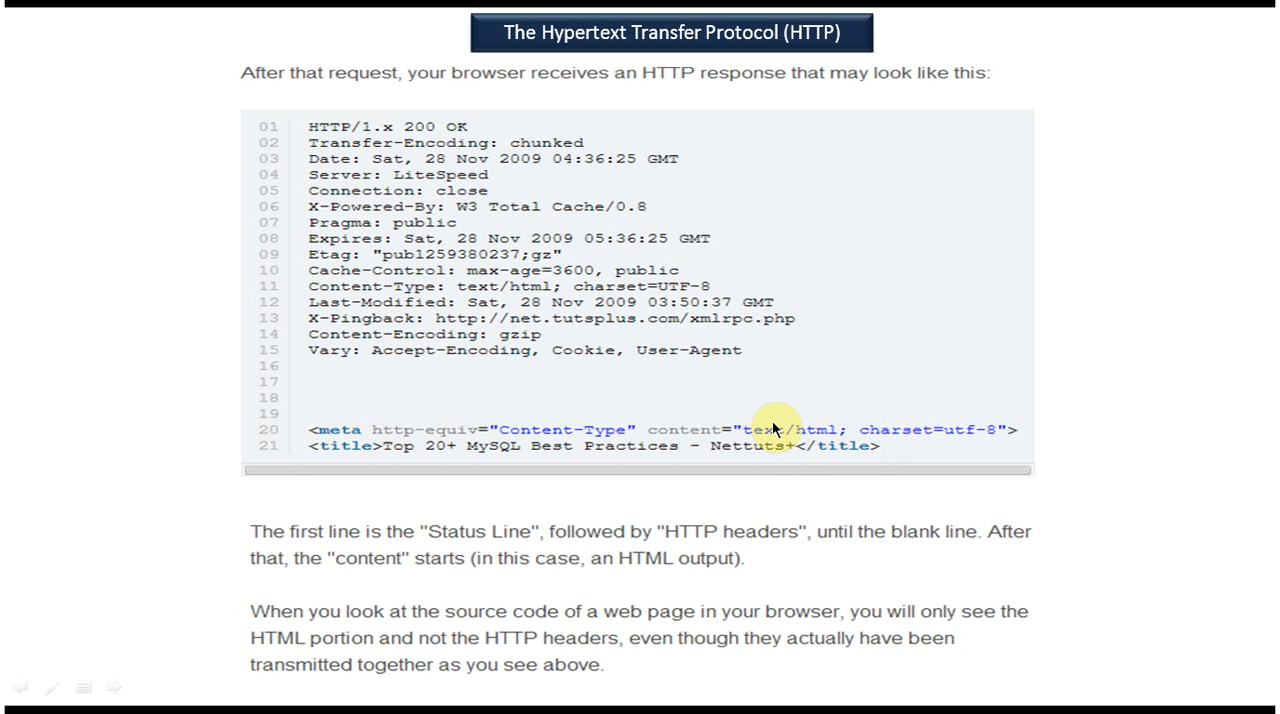 The Hypertext Transfer Protocol (HTTP)
After that request, your browser receives an HTTP response that may look like this:
01 HTTP/1.x 200 OK
02 Transfer-Encoding: chunked
03 Date: Sat, 28 Nov 2009 04:36:25 GMT
04 Server: LiteSpeed
05 Connection: close
06 X-Powered-By: W3 Total Cache/0.8
07 Pragma: public
08 Expires: Sat, 28 Nov 2009 05:36:25 GMT
09 Etag: "pub1259380237;gz"
10 Cache-Control: max-age=3600, public
11 Content-Type: text/html; charset=UTF-8
12 Last-Modified: Sat, 28 Nov 2009 03:50:37 GMT
13 X-Pingback: http://net.tutsplus.com/xmlrpc.php
14 Content-Encoding: gzip
15 Vary: Accept-Encoding, Cookie, User-Agent
16
17
18
19
20 <meta http-equiv="Content-Type" content="text/html; charset=utf-8">
21 <title>Top 20+ MySQL Best Practices - Nettuts+</title>
The first line is the "Status Line", followed by "HTTP headers", until the blank line. After
that, the "content" starts (in this case, an HTML output).
When you look at the source code of a web page in your browser, you will only see the
HTML portion and not the HTTP headers, even though they actually have been
transmitted together as you see above.